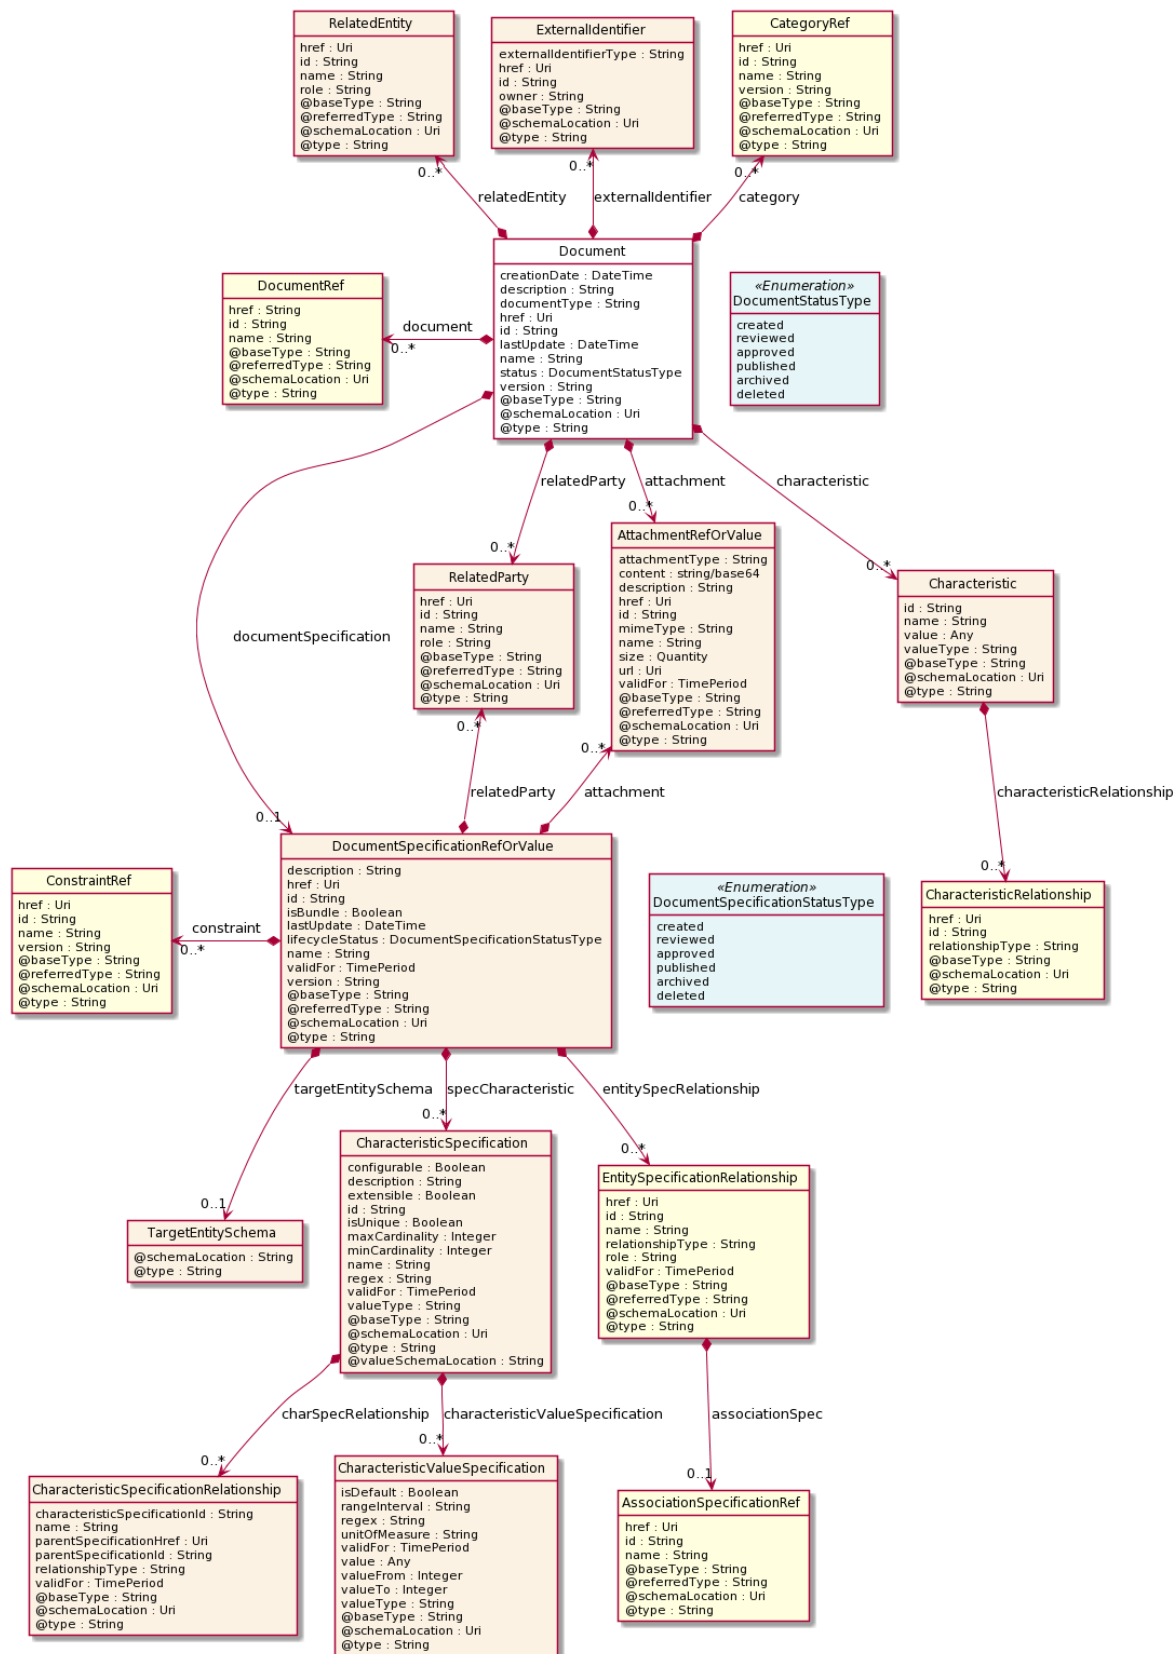 RelatedEntity
href : Uri
id : String
name : String
role : String
@baseType : String
@referredType : String
@schemaLocation : Uri
@type : String
ExternalIdentifier
externalIdentifierType : String
href : Uri
id : String
owner : String
@baseType : String
@schemaLocation : Uri
@type : String
CategoryRef
href : Uri
id : String
name : String
version : String
@baseType : String
@referredType : String
@schemaLocation : Uri
@type : String
0..*
0..*
0..*
relatedEntity
externalIdentifier
category
Document
creationDate : DateTime
description : String
documentType : String
href : Uri
id : String
lastUpdate : DateTime
name : String
status : DocumentStatusType
version : String
@baseType : String
@schemaLocation : Uri
@type : String
DocumentRef
href : String
id : String
name : String
@baseType : String
@referredType : String
@schemaLocation : Uri
@type : String
document
0..*
«Enumeration»
DocumentStatusType
created
reviewed
approved
published
archived
deleted
relatedParty
attachment
characteristic
0..*
0..*
0..*
documentSpecification
0..1
RelatedParty
href : Uri
id : String
name : String
role : String
@baseType : String
@referredType : String
@schemaLocation : Uri
@type : String
AttachmentRefOrValue
attachmentType : String
content : string/base64
description : String
href : Uri
id : String
mimeType : String
name : String
size : Quantity
url : Uri
validFor : TimePeriod
@baseType : String
@referredType : String
@schemaLocation : Uri
@type : String
Characteristic
id : String
name : String
value : Any
valueType : String
@baseType : String
@schemaLocation : Uri
@type : String
0..*
0..*
relatedParty
attachment
characteristicRelationship
0..*
DocumentSpecificationRefOrValue
description : String
href : Uri
id : String
isBundle : Boolean
lastUpdate : DateTime
lifecycleStatus : DocumentSpecificationStatusType
name : String
validFor : TimePeriod
version : String
@baseType : String
@referredType : String
@schemaLocation : Uri
@type : String
ConstraintRef
href : Uri
id : String
name : String
version : String
@baseType : String
@referredType : String
@schemaLocation : Uri
@type : String
constraint
0..*
«Enumeration»
DocumentSpecificationStatusType
created
reviewed
approved
published
archived
deleted
CharacteristicRelationship
href : Uri
id : String
relationshipType : String
@baseType : String
@schemaLocation : Uri
@type : String
targetEntitySchema
specCharacteristic
entitySpecRelationship
0..1
0..*
0..*
TargetEntitySchema
@schemaLocation : String
@type : String
CharacteristicSpecification
configurable : Boolean
description : String
extensible : Boolean
id : String
isUnique : Boolean
maxCardinality : Integer
minCardinality : Integer
name : String
regex : String
validFor : TimePeriod
valueType : String
@baseType : String
@schemaLocation : Uri
@type : String
@valueSchemaLocation : String
EntitySpecificationRelationship
href : Uri
id : String
name : String
relationshipType : String
role : String
validFor : TimePeriod
@baseType : String
@referredType : String
@schemaLocation : Uri
@type : String
charSpecRelationship
characteristicValueSpecification
associationSpec
0..*
0..*
0..1
CharacteristicSpecificationRelationship
characteristicSpecificationId : String
name : String
parentSpecificationHref : Uri
parentSpecificationId : String
relationshipType : String
validFor : TimePeriod
@baseType : String
@schemaLocation : Uri
@type : String
CharacteristicValueSpecification
isDefault : Boolean
rangeInterval : String
regex : String
unitOfMeasure : String
validFor : TimePeriod
value : Any
valueFrom : Integer
valueTo : Integer
valueType : String
@baseType : String
@schemaLocation : Uri
@type : String
AssociationSpecificationRef
href : Uri
id : String
name : String
@baseType : String
@referredType : String
@schemaLocation : Uri
@type : String